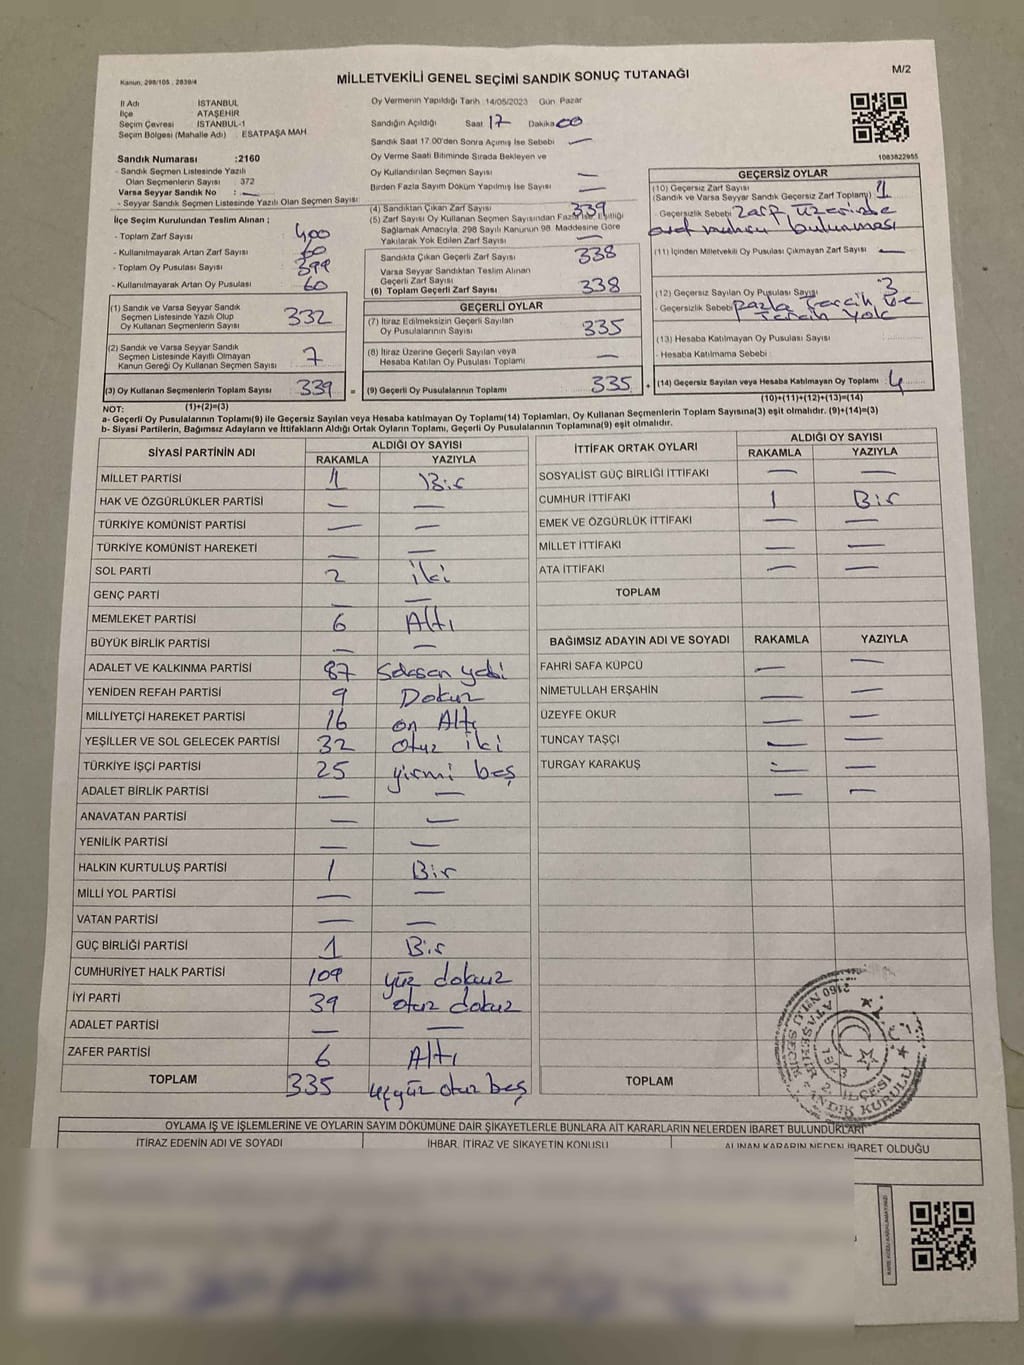 Kanun, 298/105 , 2839/4
MİLLETVEKİLİ GENEL SEÇİMİ SANDIK SONUÇ TUTANAĞI
M/2
İl Adı İSTANBUL
İlçe ATAŞEHİR
Seçim Çevresi İSTANBUL-1
Seçim Bölgesi (Mahalle Adı) : ESATPAŞA MAH
Sandık Numarası :2160
- Sandık Seçmen Listesinde Yazılı
Olan Seçmenlerin Sayısı : 372
Varsa Seyyar Sandık No : —
- Seyyar Sandık Seçmen Listesinde Yazılı Olan Seçmen Sayısı
İlçe Seçim Kurulundan Teslim Alınan ;
- Toplam Zarf Sayısı 400
- Kullanılmayarak Artan Zarf Sayısı 60
- Toplam Oy Pusulası Sayısı 399
- Kullanılmayarak Artan Oy Pusulası 60
Oy Vermenin Yapıldığı Tarih 14/05/2023 Gün Pazar
Sandığın Açıldığı Saat 17 Dakika 00
Sandık Saat 17.00'den Sonra Açılmış İse Sebebi —
Oy Verme Saati Bitiminde Sırada Bekleyen ve
Oy Kullandırılan Seçmen Sayısı —
Birden Fazla Sayım Döküm Yapılmış İse Sayısı —
(4) Sandıktan Çıkan Zarf Sayısı 339
(5) Zarf Sayısı Oy Kullanan Seçmen Sayısından Fazla İse, Eşitliği
Sağlamak Amacıyla, 298 Sayılı Kanunun 98. Maddesine Göre
Yakılarak Yok Edilen Zarf Sayısı —
Sandıkta Çıkan Geçerli Zarf Sayısı 338
Varsa Seyyar Sandıktan Teslim Alınan
Geçerli Zarf Sayısı
(6) Toplam Geçerli Zarf Sayısı 338
1083822955
GEÇERSİZ OYLAR
(10) Geçersiz Zarf Sayısı
(Sandık ve Varsa Seyyar Sandık Geçersiz Zarf Toplamı) 1
- Geçersizlik Sebebi Zarf üzerinde
bulunması
(11) İçinden Milletvekili Oy Pusulası Çıkmayan Zarf Sayısı —
(12) Geçersiz Sayılan Oy Pusulası Sayısı 3
- Geçersizlik Sebebi Fazla Tercih ve
Tercih Yok
(13) Hesaba Katılmayan Oy Pusulası Sayısı
- Hesaba Katılmama Sebebi
(14) Geçersiz Sayılan veya Hesaba Katılmayan Oy Toplamı 4
(10)+(11)+(12)+(13)=(14)
(1) Sandık ve Varsa Seyyar Sandık
Seçmen Listesinde Yazılı Olup
Oy Kullanan Seçmenlerin Sayısı 332
(2) Sandık ve Varsa Seyyar Sandık
Seçmen Listesinde Kayıtlı Olmayan
Kanun Gereği Oy Kullanan Seçmen Sayısı 7
(3) Oy Kullanan Seçmenlerin Toplam Sayısı 339 =
(1)+(2)=(3)
GEÇERLİ OYLAR
(7) İtiraz Edilmeksizin Geçerli Sayılan
Oy Pusulalarının Sayısı 335
(8) İtiraz Üzerine Geçerli Sayılan veya
Hesaba Katılan Oy Pusulası Toplamı —
(9) Geçerli Oy Pusulalarının Toplamı 335 +
NOT:
a- Geçerli Oy Pusulalarının Toplamı(9) ile Geçersiz Sayılan veya Hesaba katılmayan Oy Toplamı(14) Toplamları, Oy Kullanan Seçmenlerin Toplam Sayısına(3) eşit olmalıdır. (9)+(14)=(3)
b- Siyasi Partilerin, Bağımsız Adayların ve İttifakların Aldığı Ortak Oyların Toplamı, Geçerli Oy Pusulalarının Toplamına(9) eşit olmalıdır.
SİYASİ PARTİNİN ADI ALDIĞI OY SAYISI
RAKAMLA YAZIYLA
MİLLET PARTİSİ 1 Bir
HAK VE ÖZGÜRLÜKLER PARTİSİ — —
TÜRKİYE KOMÜNİST PARTİSİ — —
TÜRKİYE KOMÜNİST HAREKETİ — —
SOL PARTİ 2 iki
GENÇ PARTİ — —
MEMLEKET PARTİSİ 6 Altı
BÜYÜK BİRLİK PARTİSİ — —
ADALET VE KALKINMA PARTİSİ 87 Seksen yedi
YENİDEN REFAH PARTİSİ 9 Dokuz
MİLLİYETÇİ HAREKET PARTİSİ 16 on Altı
YEŞİLLER VE SOL GELECEK PARTİSİ 32 otuz iki
TÜRKİYE İŞÇİ PARTİSİ 25 yirmi beş
ADALET BİRLİK PARTİSİ — —
ANAVATAN PARTİSİ — —
YENİLİK PARTİSİ — —
HALKIN KURTULUŞ PARTİSİ 1 Bir
MİLLİ YOL PARTİSİ — —
VATAN PARTİSİ — —
GÜÇ BİRLİĞİ PARTİSİ 1 Bir
CUMHURİYET HALK PARTİSİ 109 yüz dokuz
İYİ PARTİ 39 otuz dokuz
ADALET PARTİSİ — —
ZAFER PARTİSİ 6 Altı
TOPLAM 335 üçyüz otuz beş
İTTİFAK ORTAK OYLARI ALDIĞI OY SAYISI
RAKAMLA YAZIYLA
SOSYALİST GÜÇ BİRLİĞİ İTTİFAKI — —
CUMHUR İTTİFAKI 1 Bir
EMEK VE ÖZGÜRLÜK İTTİFAKI — —
MİLLET İTTİFAKI — —
ATA İTTİFAKI — —
TOPLAM
BAĞIMSIZ ADAYIN ADI VE SOYADI RAKAMLA YAZIYLA
FAHRİ SAFA KÜPCÜ — —
NİMETULLAH ERŞAHİN — —
ÜZEYFE OKUR — —
TUNCAY TAŞÇI — —
TURGAY KARAKUŞ — —
— —
TOPLAM
2160 NOLU SEÇİM SANDIK KURULU
ATAŞEHİR 2. İLÇESİ
1923
OYLAMA İŞ VE İŞLEMLERİNE VE OYLARIN SAYIM DÖKÜMÜNE DAİR ŞİKAYETLERLE BUNLARA AİT KARARLARIN NELERDEN İBARET BULUNDUKLARI
İTİRAZ EDENİN ADI VE SOYADI İHBAR, İTİRAZ VE ŞİKAYETİN KONUSU ALINAN KARARIN NEDEN İBARET OLDUĞU